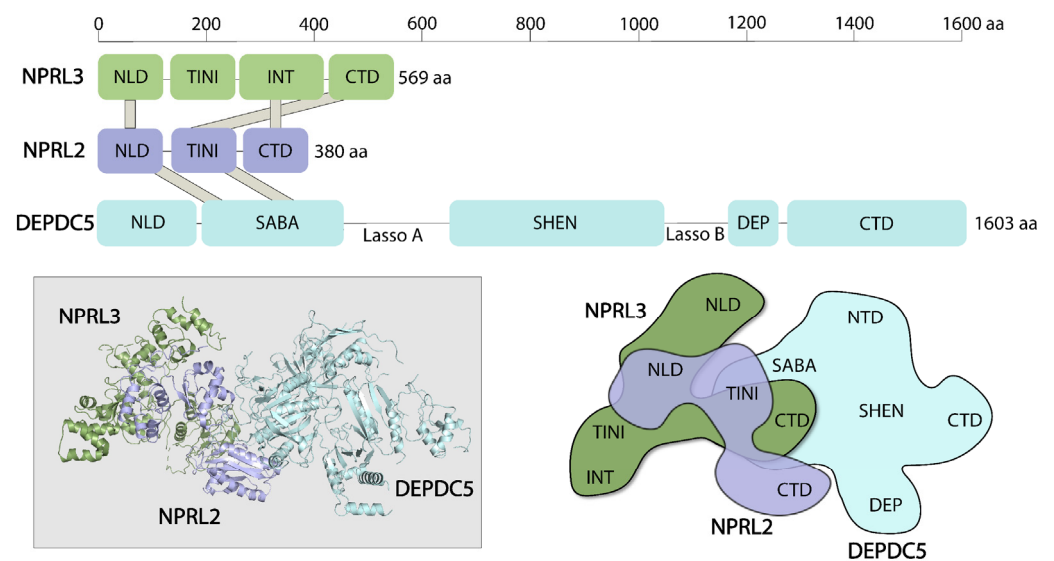 0 200 400 600 800 1000 1200 1400 1600 aa
NPRL3 NLD TINI INT CTD 569 aa
NPRL2 NLD TINI CTD 380 aa
DEPDC5 NLD SABA SHEN DEP CTD 1603 aa
Lasso A Lasso B
NPRL3
NPRL2
DEPDC5
NPRL3 NLD
NTD
NLD SABA
TINI
SHEN
CTD CTD
TINI
INT
CTD
DEP
NPRL2
DEPDC5